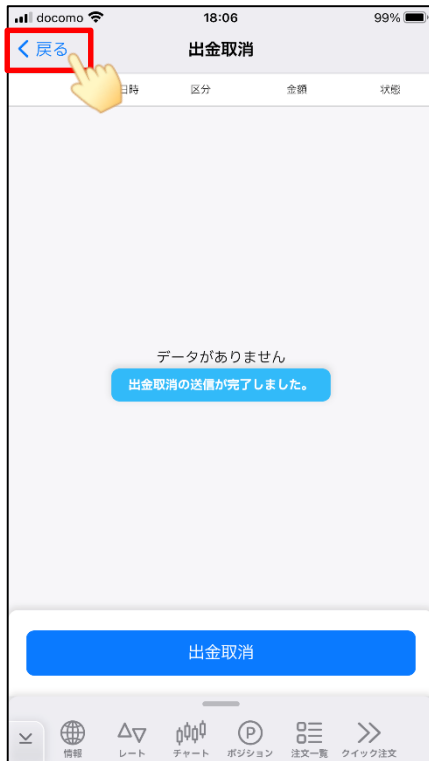 docomo 18:06 99%
戻る 出金取消
日時 区分 金額 状態
データがありません
出金取消の送信が完了しました。
出金取消
情報 レート チャート P ポジション 注文一覧 クイック注文